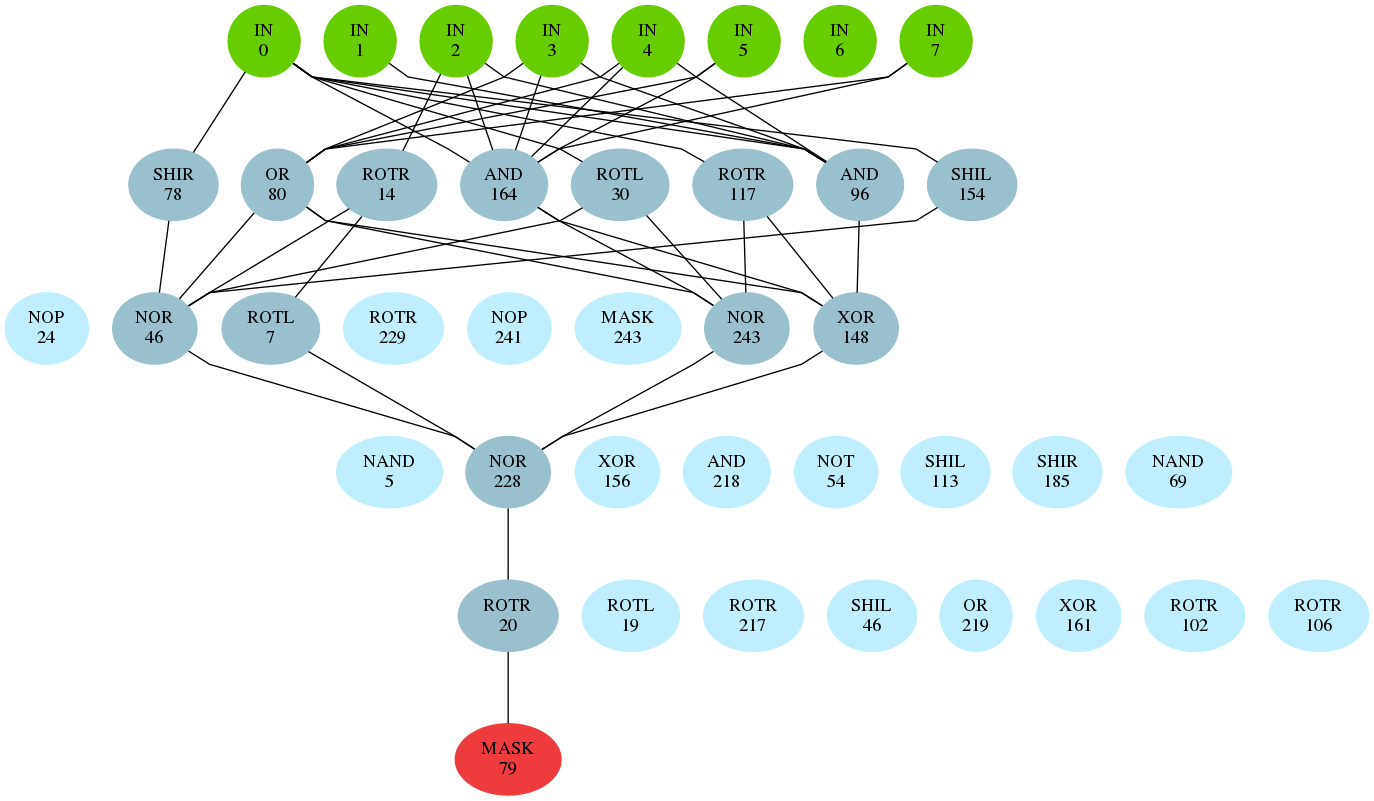 IN
0
IN
1
IN
2
IN
3
IN
4
IN
5
IN
6
IN
7
SHIR
78
OR
80
ROTR
14
AND
164
ROTL
30
ROTR
117
AND
96
SHIL
154
NOP
24
NOR
46
ROTL
7
ROTR
229
NOP
241
MASK
243
NOR
243
XOR
148
NAND
5
NOR
228
XOR
156
AND
218
NOT
54
SHIL
113
SHIR
185
NAND
69
ROTR
20
ROTL
19
ROTR
217
SHIL
46
OR
219
XOR
161
ROTR
102
ROTR
106
MASK
79